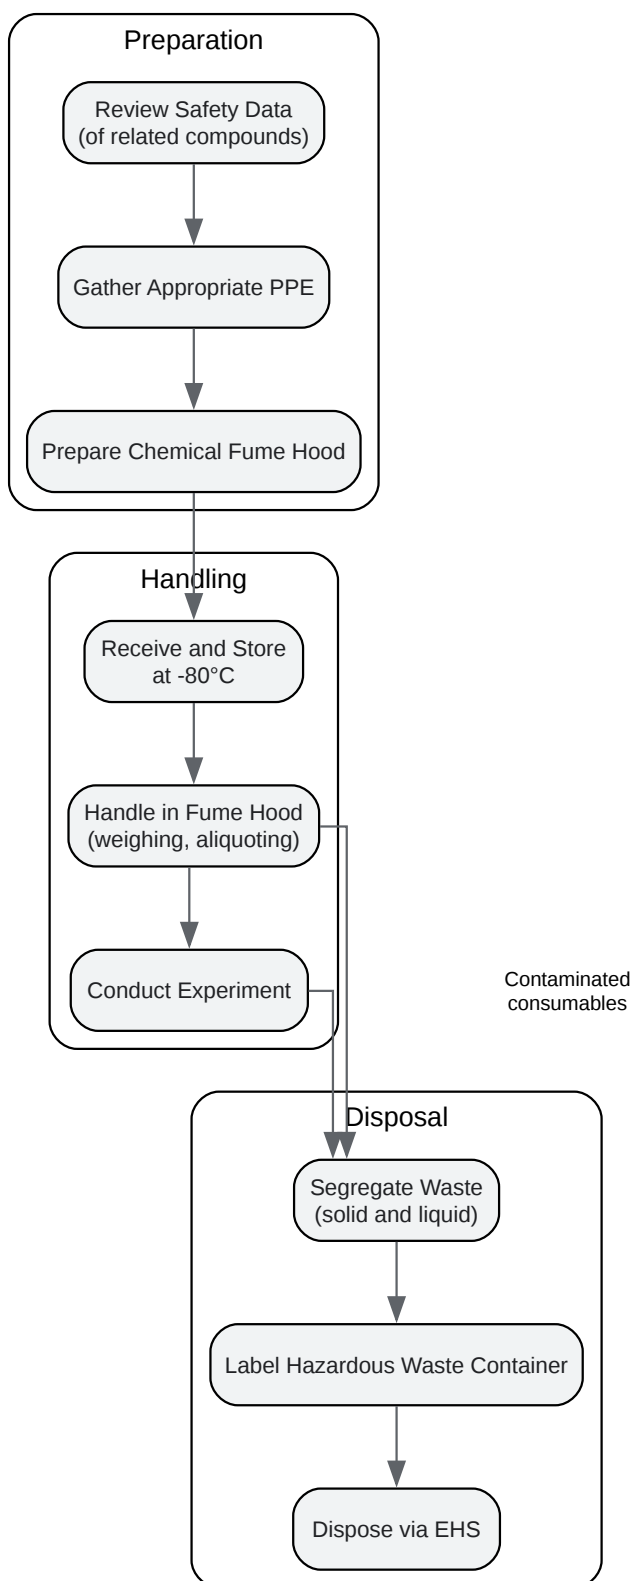 Preparation
Review Safety Data
(of related compounds)
Gather Appropriate PPE
Prepare Chemical Fume Hood
Handling
Receive and Store
at -80°C
Handle in Fume Hood
(weighing, aliquoting)
Conduct Experiment
Contaminated
consumables
Disposal
Segregate Waste
(solid and liquid)
Label Hazardous Waste Container
Dispose via EHS